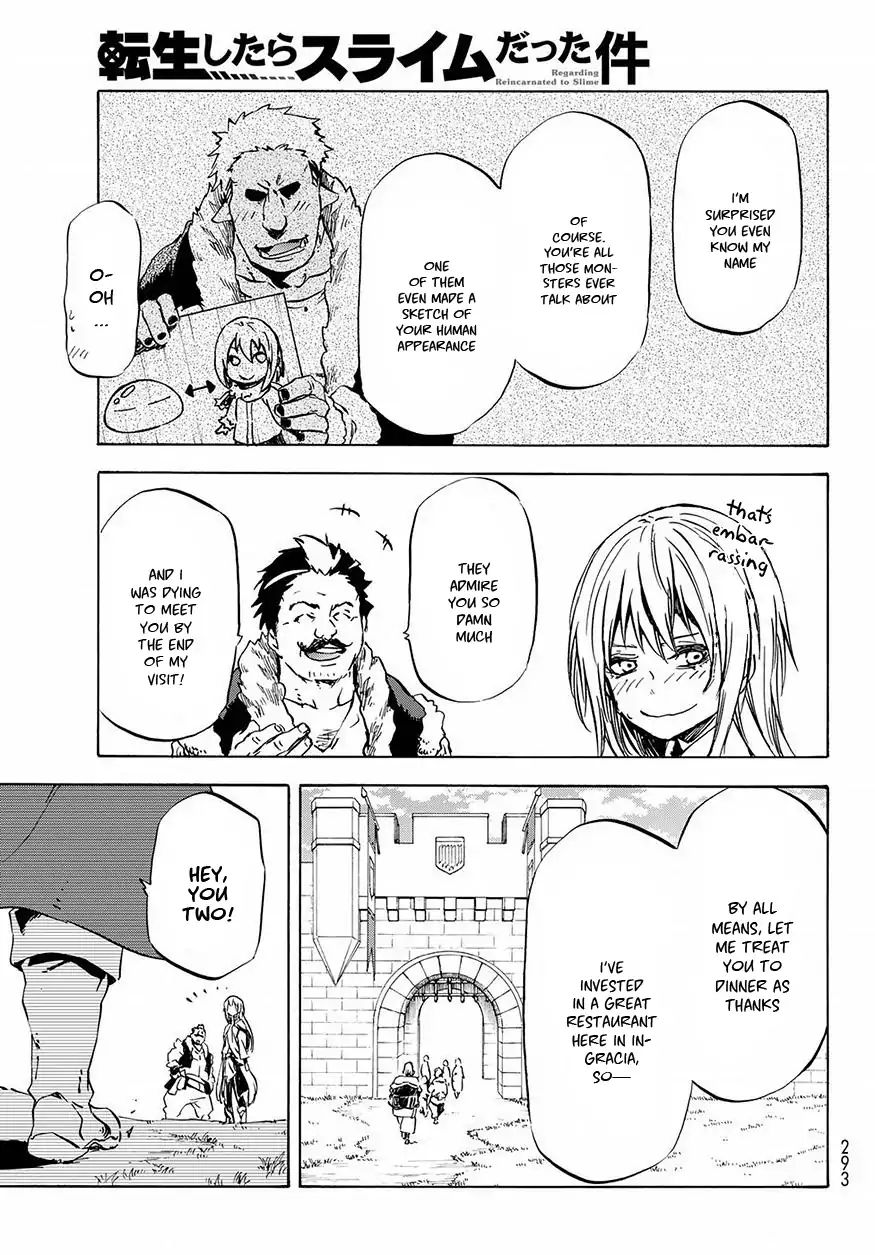 転生したらスライムだった件
Regarding
Reincarnated to Slime
I'M
SURPRISED
YOU EVEN
KNOW MY
NAME
OF
COURSE.
YOU'RE ALL
THOSE MON-
STERS EVER
TALK ABOUT
ONE
OF THEM
EVEN MADE A
SKETCH OF
YOUR HUMAN
APPEARANCE
O-
OH
...
that's
embar-
rassing
THEY
ADMIRE
YOU SO
DAMN
MUCH
AND I
WAS DYING
TO MEET
YOU BY
THE END
OF MY
VISIT!
BY ALL
MEANS, LET
ME TREAT
YOU TO
DINNER AS
THANKS
I'VE
INVESTED
IN A GREAT
RESTAURANT
HERE IN IN-
GRACIA,
SO—
HEY,
YOU
TWO!
293